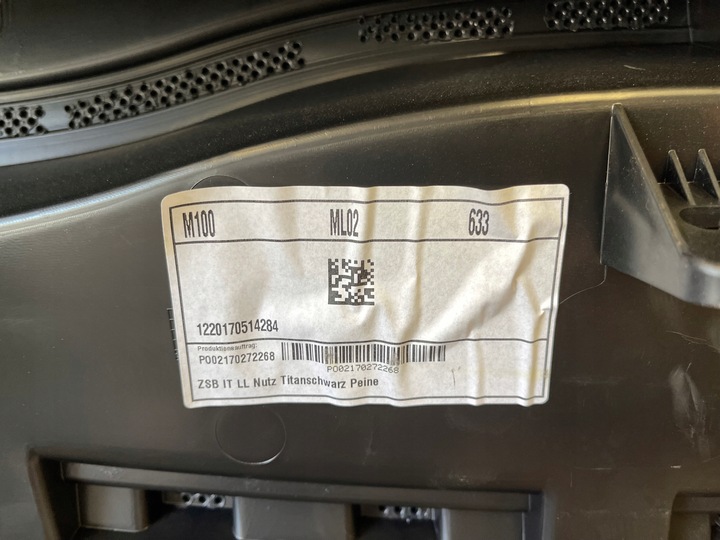 M100 ML02 633
1220170514284
Produktionsauftrag:
P002170272268
P002170272268
ZSB IT LL Nutz Titanschwarz Peine